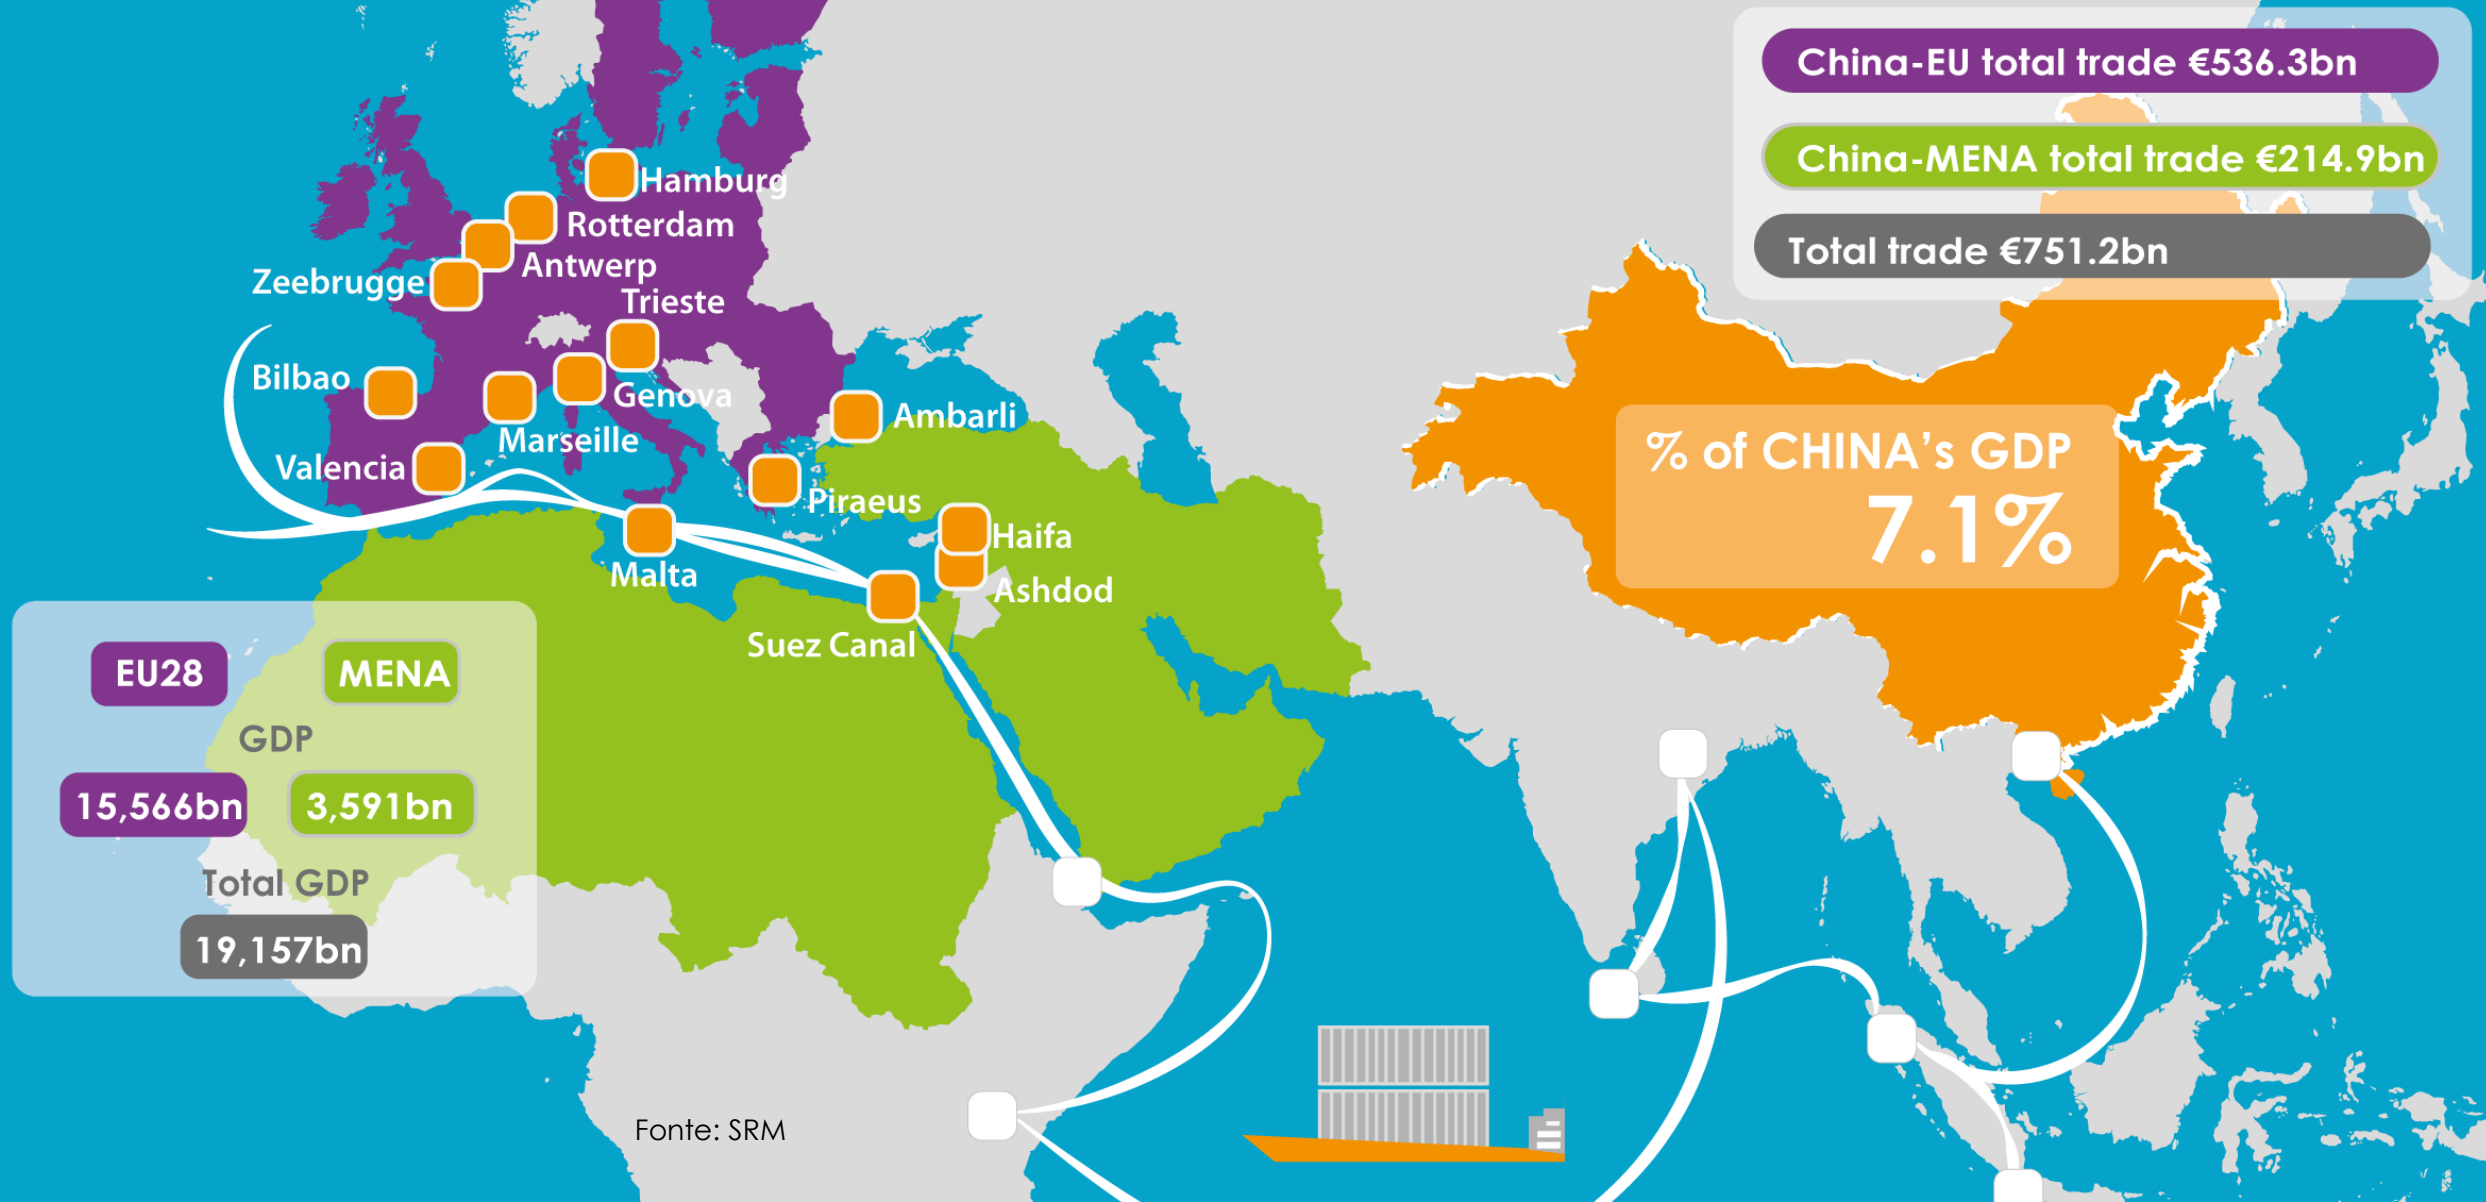 China-EU total trade €536.3bn
China-MENA total trade €214.9bn
Total trade €751.2bn
Hamburg
Rotterdam
Antwerp
Zeebrugge
Trieste
Bilbao
Genova
Ambarli
Marseille
Valencia
Piraeus
Haifa
Malta
Ashdod
Suez Canal
% of CHINA's GDP
7.1%
EU28
MENA
GDP
15,566bn
3,591bn
Total GDP
19,157bn
Fonte: SRM